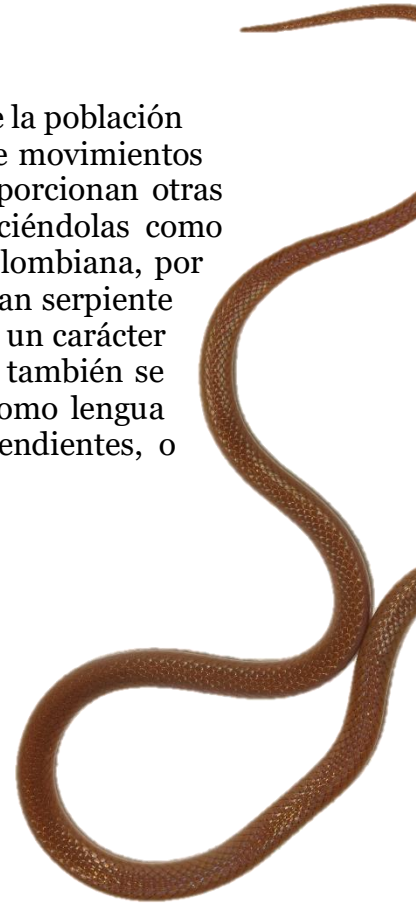 e la población
e movimientos
porcionan otras
ciéndolas como
lombiana, por
an serpiente
un carácter
también se
omo lengua
endientes, o